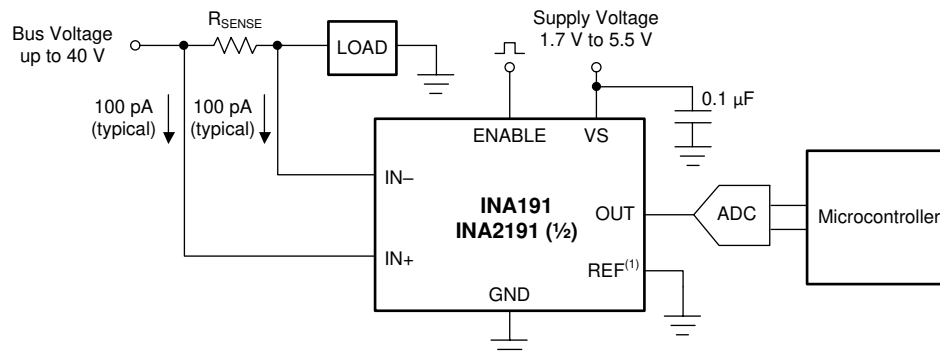 Bus Voltage
up to 40 V
RSENSE
LOAD
Supply Voltage
1.7 V to 5.5 V
100 pA
(typical)
100 pA
(typical)
0.1 µF
ENABLE
VS
IN–
INA191
INA2191 (½)
OUT
ADC
Microcontroller
IN+
REF(1)
GND